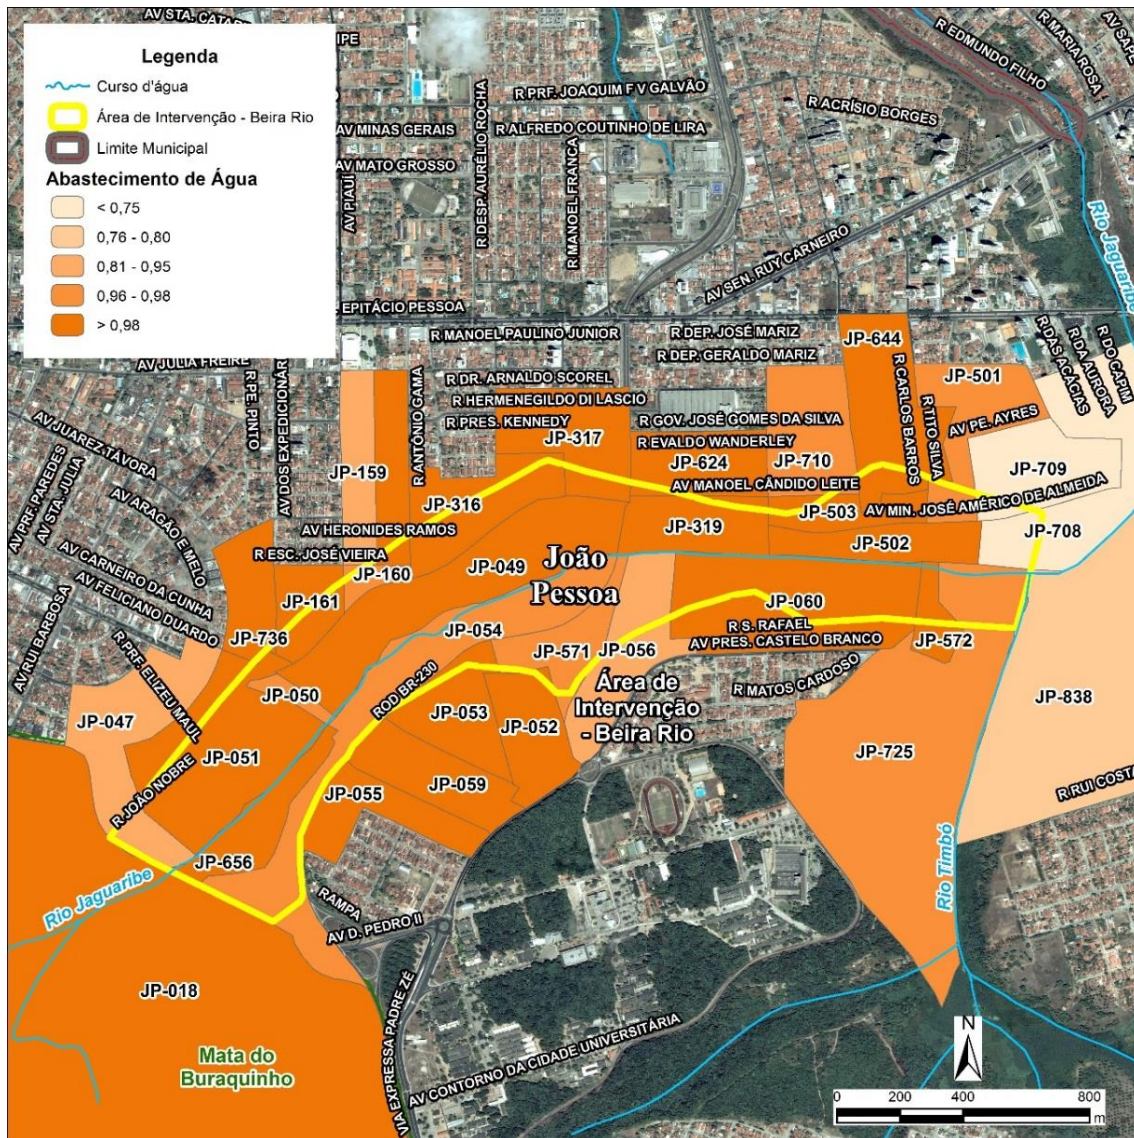 AV STA. CATAR
IPE
R PRF. JOAQUIM F V GALVÃO
AV MINAS GERAIS
R ALFREDO COUTINHO DE LIRA
AV MATO GROSSO
AV PIAUÍ
R DESP. AURÉLIO ROCHA
R MANOEL FRANCA
R EDMUNDO FILHO
R MARIA ROSA
AV SAPÉ
R ACRÍSIO BORGES
Rio Jaguaribe
AV SEN. RUY CARNEIRO
Legenda
Curso d'água
Área de Intervenção - Beira Rio
Limite Municipal
Abastecimento de Água
< 0,75
0,76 - 0,80
0,81 - 0,95
0,96 - 0,98
> 0,98
EPITÁCIO PESSOA
R MANOEL PAULINO JUNIOR
R DEP. JOSÉ MARIZ
R DEP. GERALDO MARIZ
JP-644
R DAS ACÁCIAS
R DA AURORA
R DO CAPIM
AV JÚLIA FREIRE
R PE. PINTO
AV DOS EXPEDICIONÁR
R ANTÔNIO GAMA
R DR. ARNALDO SCOREL
R HERMENEGILDO DI LASCIO
R PRES. KENNEDY
R GOV. JOSÉ GOMES DA SILVA
R CARLOS BARROS
R TITO SILVA
JP-501
AV PE. AYRES
AV JUAREZ TÁVORA
AV PRF. PAREDES
AV STA. JULIA
AV ARAGÃO E MELO
JP-317
R EVALDO WANDERLEY
JP-159
JP-624
JP-710
JP-709
AV MANOEL CÂNDIDO LEITE
JP-316
JP-503
AV MIN. JOSÉ AMÉRICO DE ALMEIDA
AV HERONIDES RAMOS
JP-319
JP-708
R ESC. JOSÉ VIEIRA
JP-502
AV CARNEIRO DA CUNHA
AV FELICIANO DUARDO
AV RUI BARBOSA
JP-160
JP-049
João
Pessoa
JP-161
JP-060
JP-736
JP-054
R S. RAFAEL
AV PRES. CASTELO BRANCO
JP-572
JP-571
JP-056
R PRF. ELIZEU MAUL
ROD BR-230
JP-050
R MATOS CARDOSO
Área de
Intervenção
- Beira Rio
JP-838
JP-047
JP-053
JP-052
JP-051
JP-725
R JOÃO NOBRE
JP-055
JP-059
R RUI COSTA
JP-656
Rio Jaguaribe
Rio Timbó
RAMPA
AV D. PEDRO II
JP-018
Mata do
Buraquinho
VIA EXPRESSA PADRE ZÉ
AV CONTORNO DA CIDADE UNIVERSITÁRIA
N
0 200 400 800
m